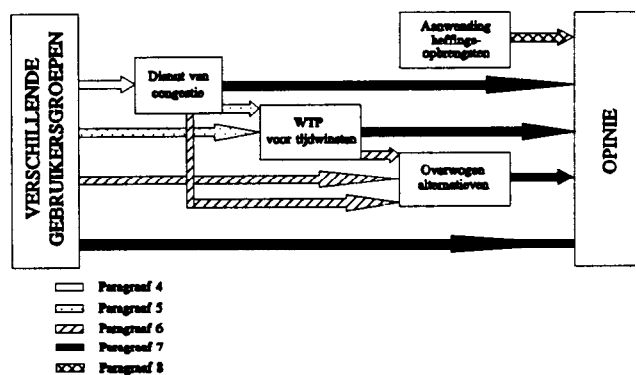 VERSCHILLENDE
GEBRUIKERSGROEPEN
Dienst van
congestie
WTP
voor tijdwinsten
Aanwending
heffings-
opbrengsten
Overwogen
alternatieven
OPINIE
Paragraaf 4
Paragraaf 5
Paragraaf 6
Paragraaf 7
Paragraaf 8